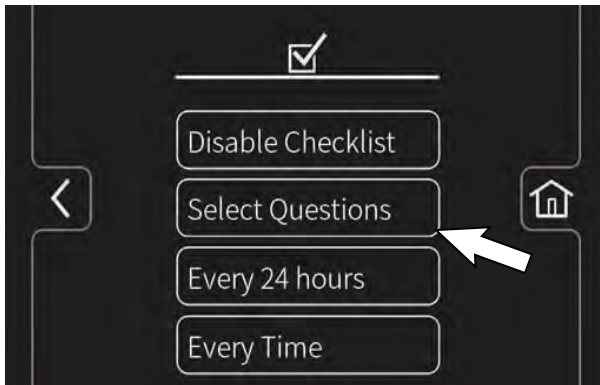 Disable Checklist
Select Questions
Every 24 hours
Every Time